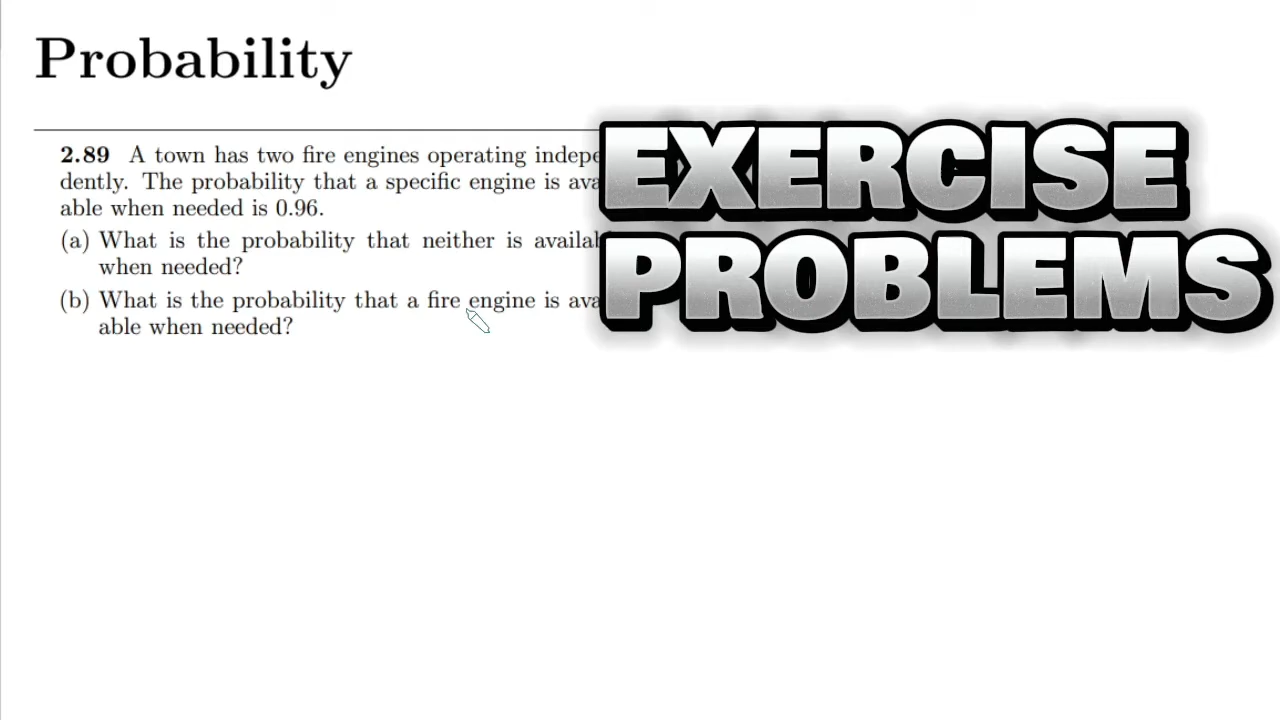 Probability
2.89 A town has two fire engines operating indepe
dently. The probability that a specific engine is ava
able when needed is 0.96.
(a) What is the probability that neither is availab
when needed?
(b) What is the probability that a fire engine is ava
able when needed?
EXERCISE
PROBLEMS